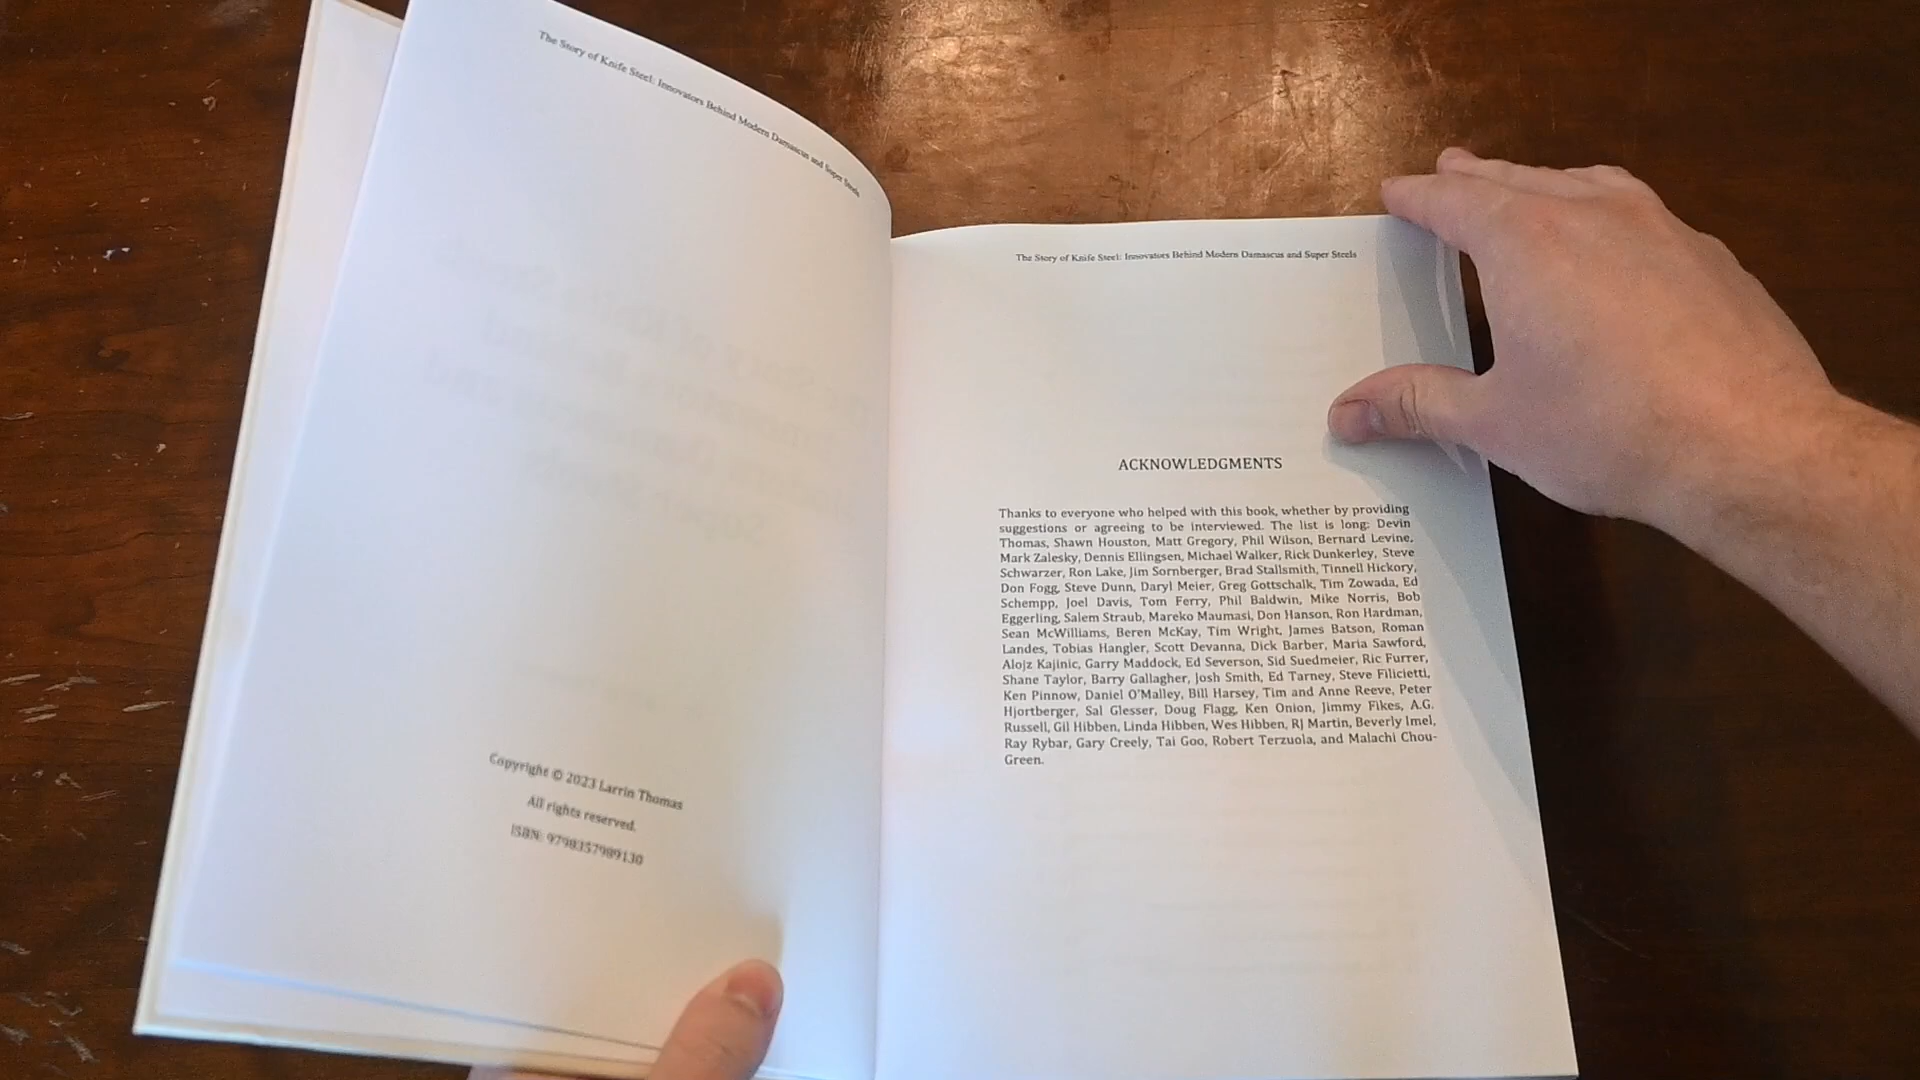 The Story of Knife Steel: Innovators Behind Modern Damascus and Super Steels
Copyright © 2023 Larrin Thomas
All rights reserved.
ISBN: 9798357989130
The Story of Knife Steel: Innovators Behind Modern Damascus and Super Steels
ACKNOWLEDGMENTS
Thanks to everyone who helped with this book, whether by providing
suggestions or agreeing to be interviewed. The list is long: Devin
Thomas, Shawn Houston, Matt Gregory, Phil Wilson, Bernard Levine,
Mark Zalesky, Dennis Ellingsen, Michael Walker, Rick Dunkerley, Steve
Schwarzer, Ron Lake, Jim Sornberger, Brad Stallsmith, Tinnell Hickory,
Don Fogg, Steve Dunn, Daryl Meier, Greg Gottschalk, Tim Zowada, Ed
Schempp, Joel Davis, Tom Ferry, Phil Baldwin, Mike Norris, Bob
Eggerling, Salem Straub, Mareko Maumasi, Don Hanson, Ron Hardman,
Sean McWilliams, Beren McKay, Tim Wright, James Batson, Roman
Landes, Tobias Hangler, Scott Devanna, Dick Barber, Maria Sawford,
Alojz Kajinic, Garry Maddock, Ed Severson, Sid Suedmeier, Ric Furrer,
Shane Taylor, Barry Gallagher, Josh Smith, Ed Tarney, Steve Filicietti,
Ken Pinnow, Daniel O'Malley, Bill Harsey, Tim and Anne Reeve, Peter
Hjortberger, Sal Glesser, Doug Flagg, Ken Onion, Jimmy Fikes, A.G.
Russell, Gil Hibben, Linda Hibben, Wes Hibben, RJ Martin, Beverly Imel,
Ray Rybar, Gary Creely, Tai Goo, Robert Terzuola, and Malachi Chou-
Green.